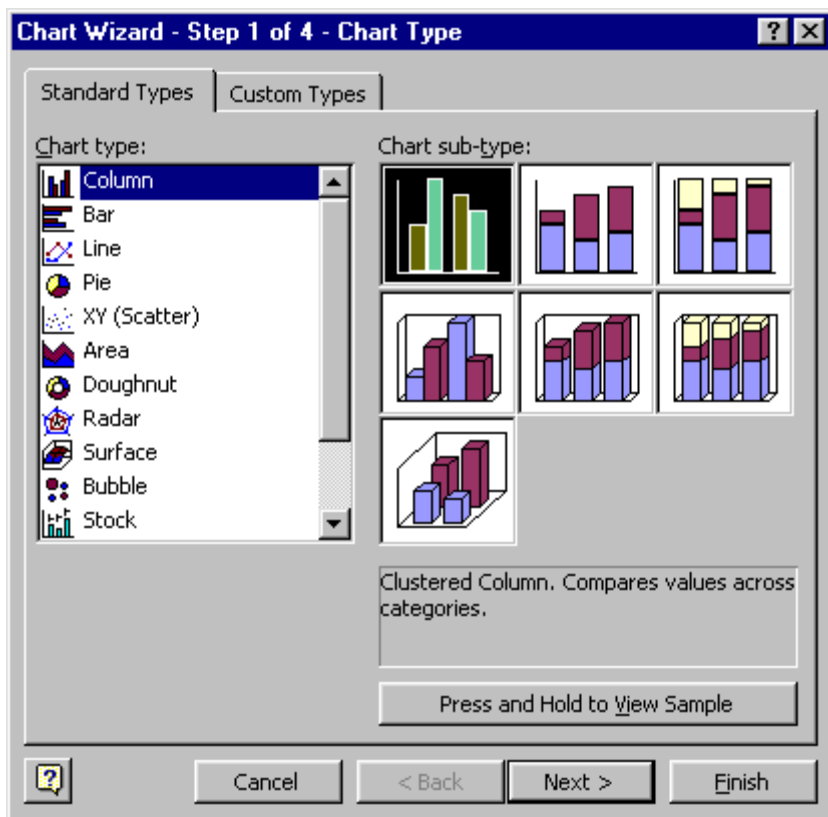 Chart Wizard - Step 1 of 4 - Chart Type
Standard Types
Custom Types
Chart type:
Chart sub-type:
Column
Bar
Line
Pie
XY (Scatter)
Area
Doughnut
Radar
Surface
Bubble
Stock
Clustered Column. Compares values across
categories.
Press and Hold to View Sample
Cancel
< Back
Next >
Finish